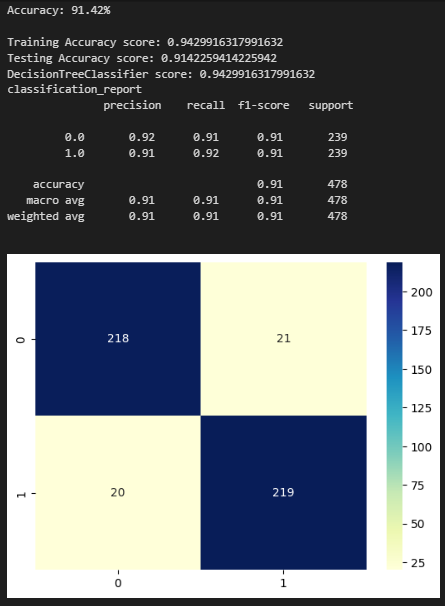 Accuracy: 91.42%
Training Accuracy score: 0.9429916317991632
Testing Accuracy score: 0.9142259414225942
DecisionTreeClassifier score: 0.9429916317991632
classification_report
precision recall f1-score support
0.0 0.92 0.91 0.91 239
1.0 0.91 0.92 0.91 239
accuracy 0.91 478
macro avg 0.91 0.91 0.91 478
weighted avg 0.91 0.91 0.91 478
200
0 218 21
175
150
125
100
75
1 20 219
50
25
0 1